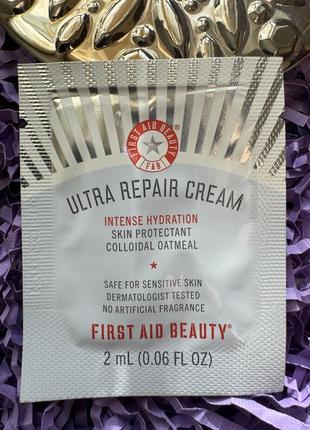 FIRST AID BEAUTY
FAB
®
ULTRA REPAIR CREAM
INTENSE HYDRATION
SKIN PROTECTANT
COLLOIDAL OATMEAL
SAFE FOR SENSITIVE SKIN
DERMATOLOGIST TESTED
NO ARTIFICIAL FRAGRANCE
FIRST AID BEAUTY®
2 mL (0.06 FL OZ)